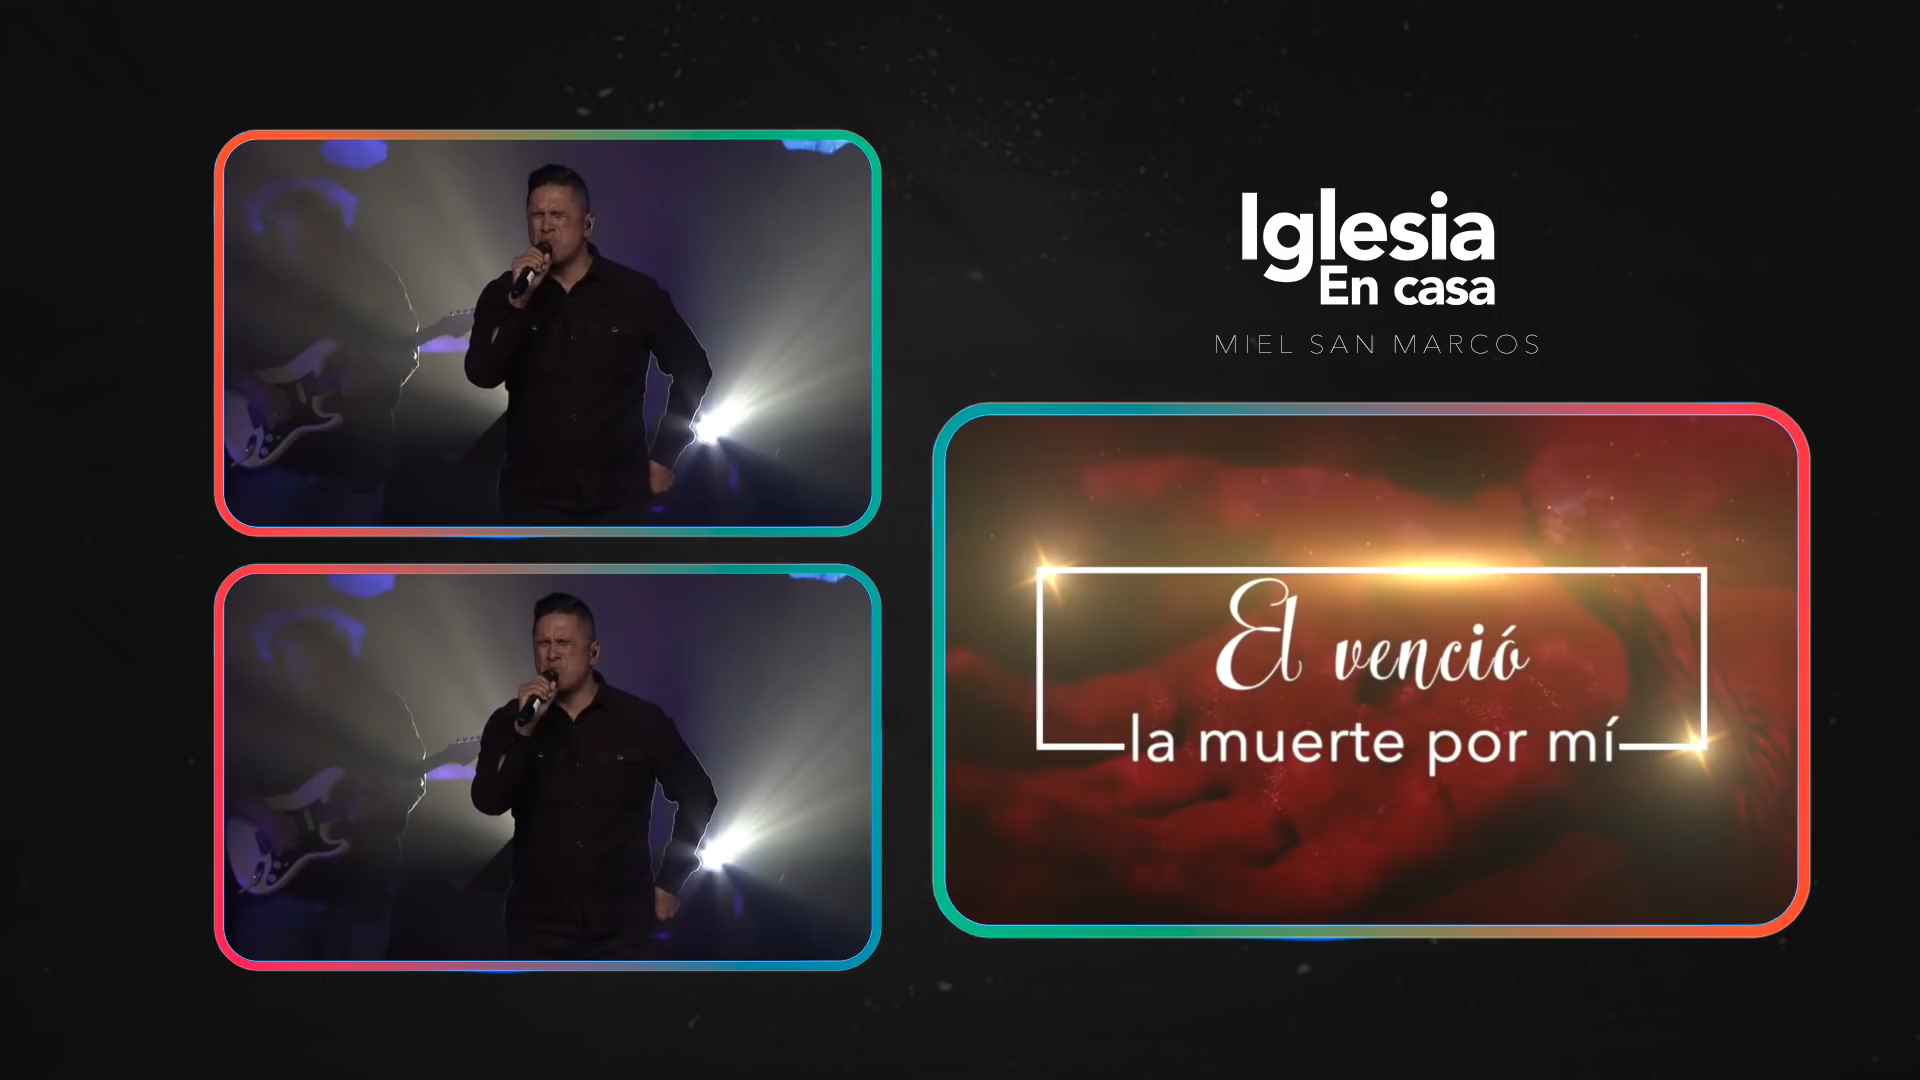 Iglesia
En casa
MIEL SAN MARCOS
El venció
la muerte por mí